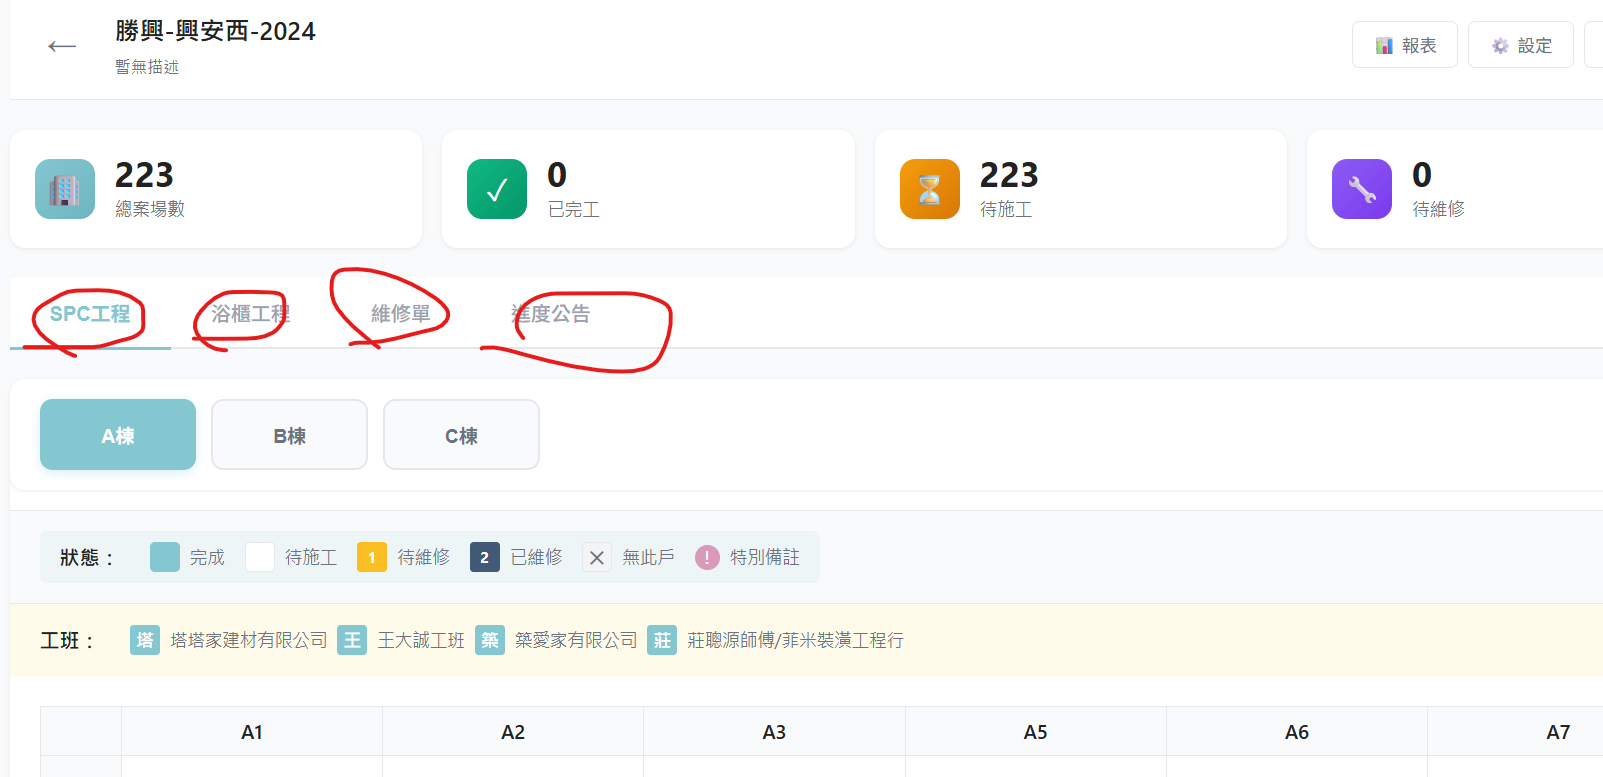 勝興-興安西-2024
暫無描述
報表
設定
223
總案場數
0
已完工
223
待施工
0
待維修
SPC工程
浴櫃工程
維修單
進度公告
A棟
B棟
C棟
狀態：
完成
待施工
1 待維修
2 已維修
無此戶
! 特別備註
工班：
塔 塔塔家建材有限公司
王 王大誠工班
築 築愛家有限公司
莊 莊聰源師傅/菲米裝潢工程行
A1 A2 A3 A5 A6 A7